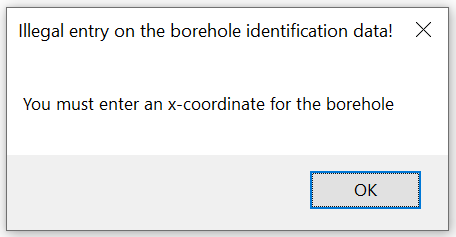 Illegal entry on the borehole identification data!
You must enter an x-coordinate for the borehole
OK